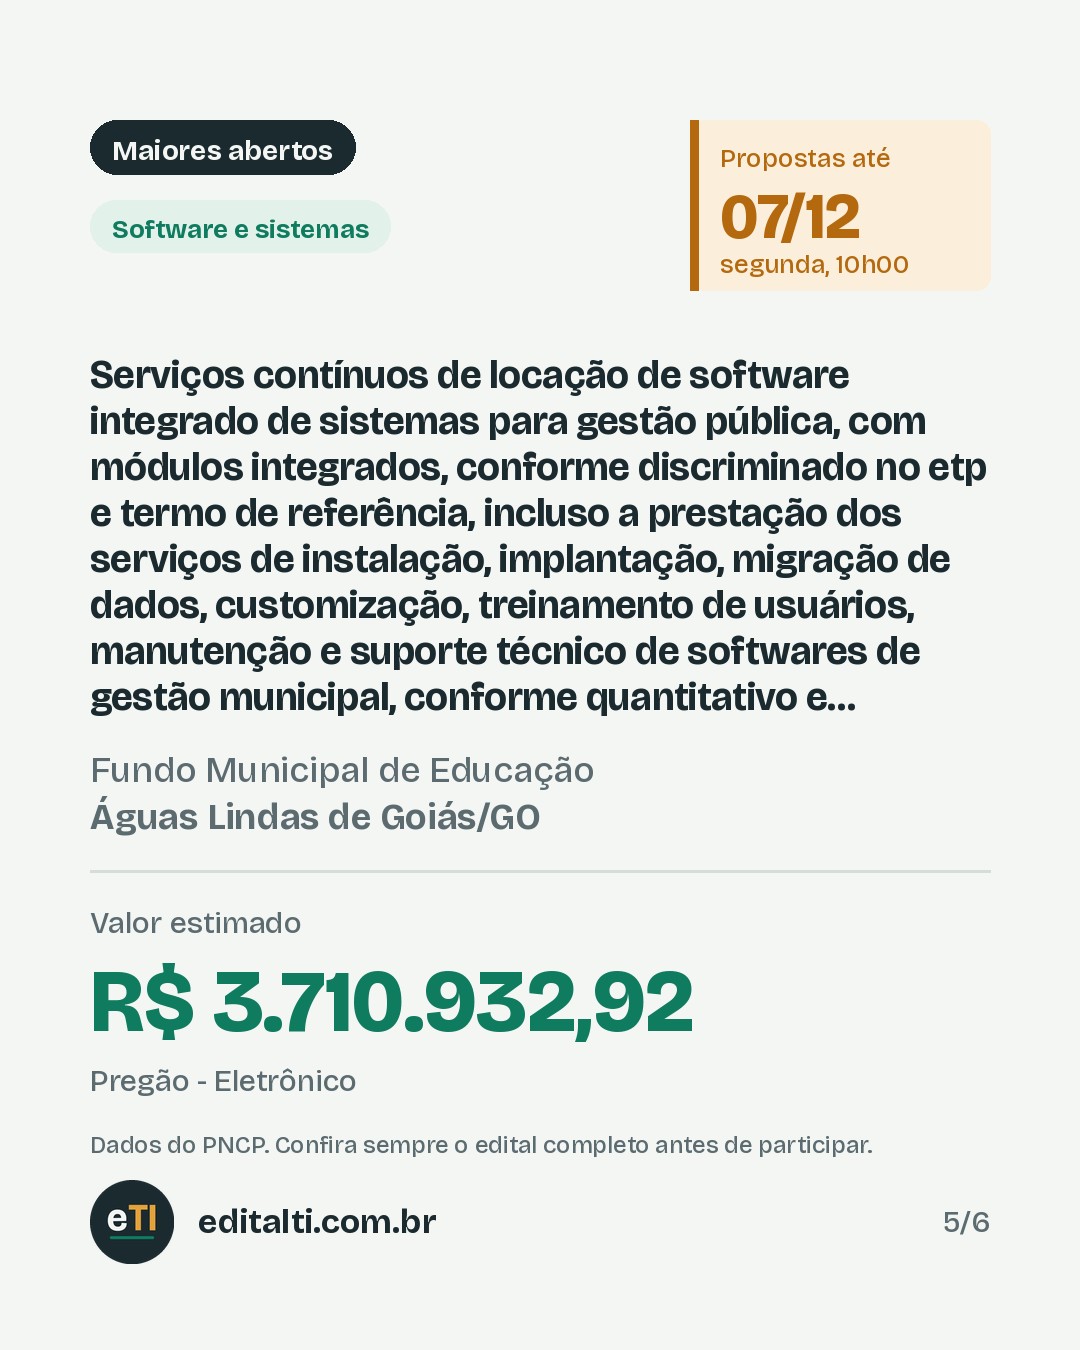 Maiores abertos
Software e sistemas
Propostas até
07/12
segunda, 10h00
Serviços contínuos de locação de software
integrado de sistemas para gestão pública, com
módulos integrados, conforme discriminado no etp
e termo de referência, incluso a prestação dos
serviços de instalação, implantação, migração de
dados, customização, treinamento de usuários,
manutenção e suporte técnico de softwares de
gestão municipal, conforme quantitativo e...
Fundo Municipal de Educação
Águas Lindas de Goiás/GO
Valor estimado
R$ 3.710.932,92
Pregão - Eletrônico
Dados do PNCP. Confira sempre o edital completo antes de participar.
eTI
editalti.com.br
5/6